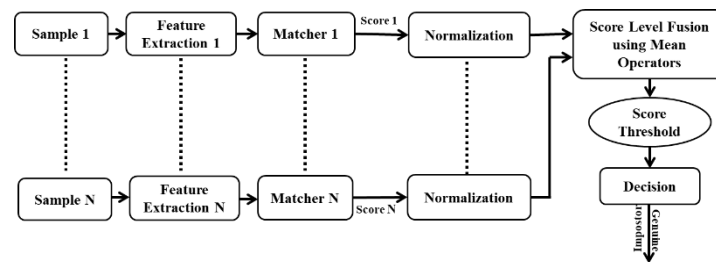 Sample 1
Feature
Extraction 1
Matcher 1
Score 1
Normalization
Score Level Fusion
using Mean
Operators
Score
Threshold
Sample N
Feature
Extraction N
Matcher N
Score N
Normalization
Decision
Impostor
Genuine